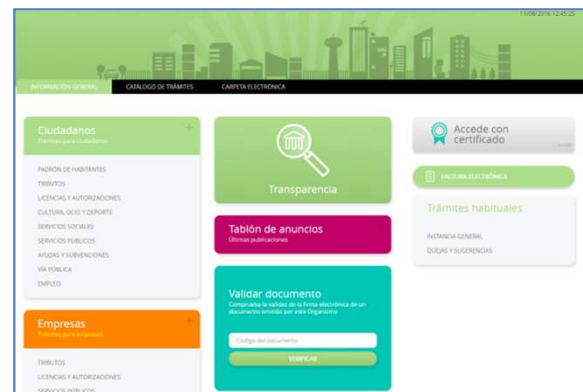 11/08/2016 12:45:25
INFORMACIÓN GENERAL
CATÁLOGO DE TRÁMITES
CARPETA ELECTRÓNICA
Ciudadanos
Trámites para ciudadanos
PADRÓN DE HABITANTES
TRIBUTOS
LICENCIAS Y AUTORIZACIONES
CULTURA, OCIO Y DEPORTE
SERVICIOS SOCIALES
SERVICIOS PÚBLICOS
AYUDAS Y SUBVENCIONES
VÍA PÚBLICA
EMPLEO
Empresas
Trámites para empresas
TRIBUTOS
LICENCIAS Y AUTORIZACIONES
SERVICIOS PÚBLICOS
Transparencia
Tablón de anuncios
Últimas publicaciones
Validar documento
Comprueba la validez de la firma electrónica de un
documento emitido por este Organismo
Código del documento
VERIFICAR
Accede con
certificado
FACTURA ELECTRÓNICA
Trámites habituales
INSTANCIA GENERAL
QUEJAS Y SUGERENCIAS